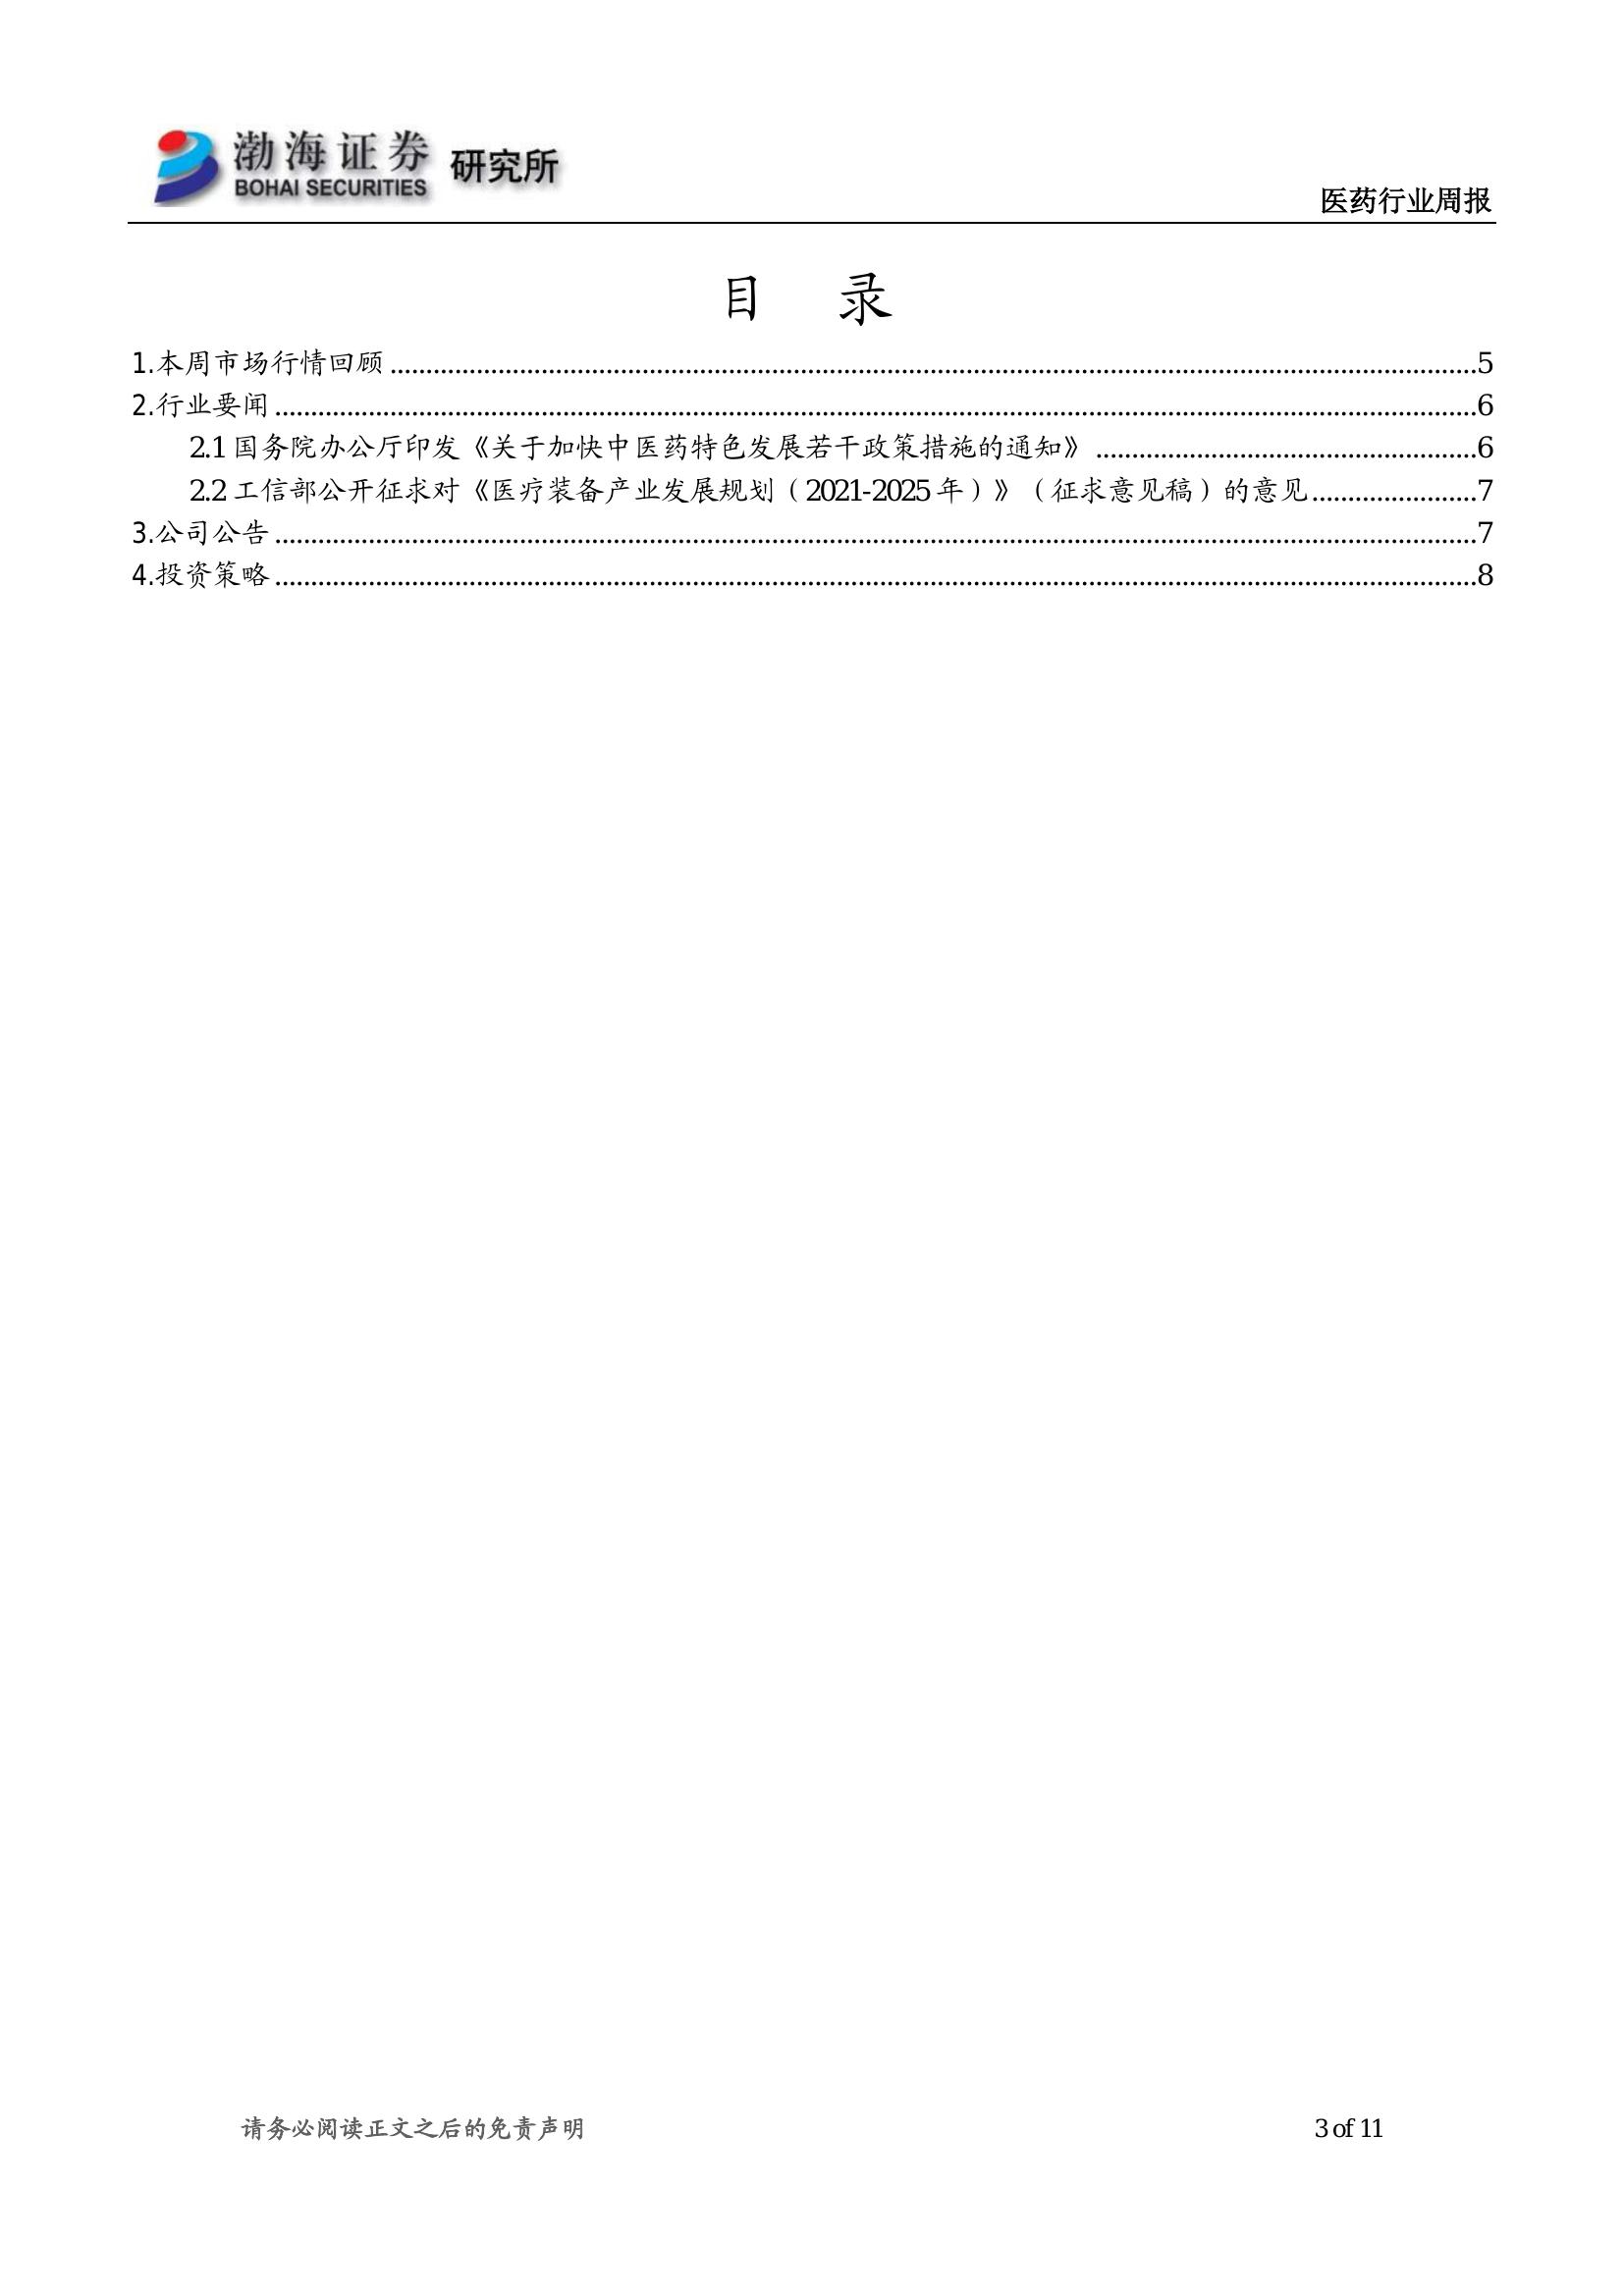 渤海证券 研究所
BOHAI SECURITIES
医药行业周报
目 录
1.本周市场行情回顾 ........................................ 5
2.行业要闻 ........................................ 6
2.1 国务院办公厅印发《关于加快中医药特色发展若干政策措施的通知》 ........................................ 6
2.2 工信部公开征求对《医疗装备产业发展规划（2021-2025 年）》（征求意见稿）的意见 ........................................ 7
3.公司公告 ........................................ 7
4.投资策略 ........................................ 8
请务必阅读正文之后的免责声明
3 of 11